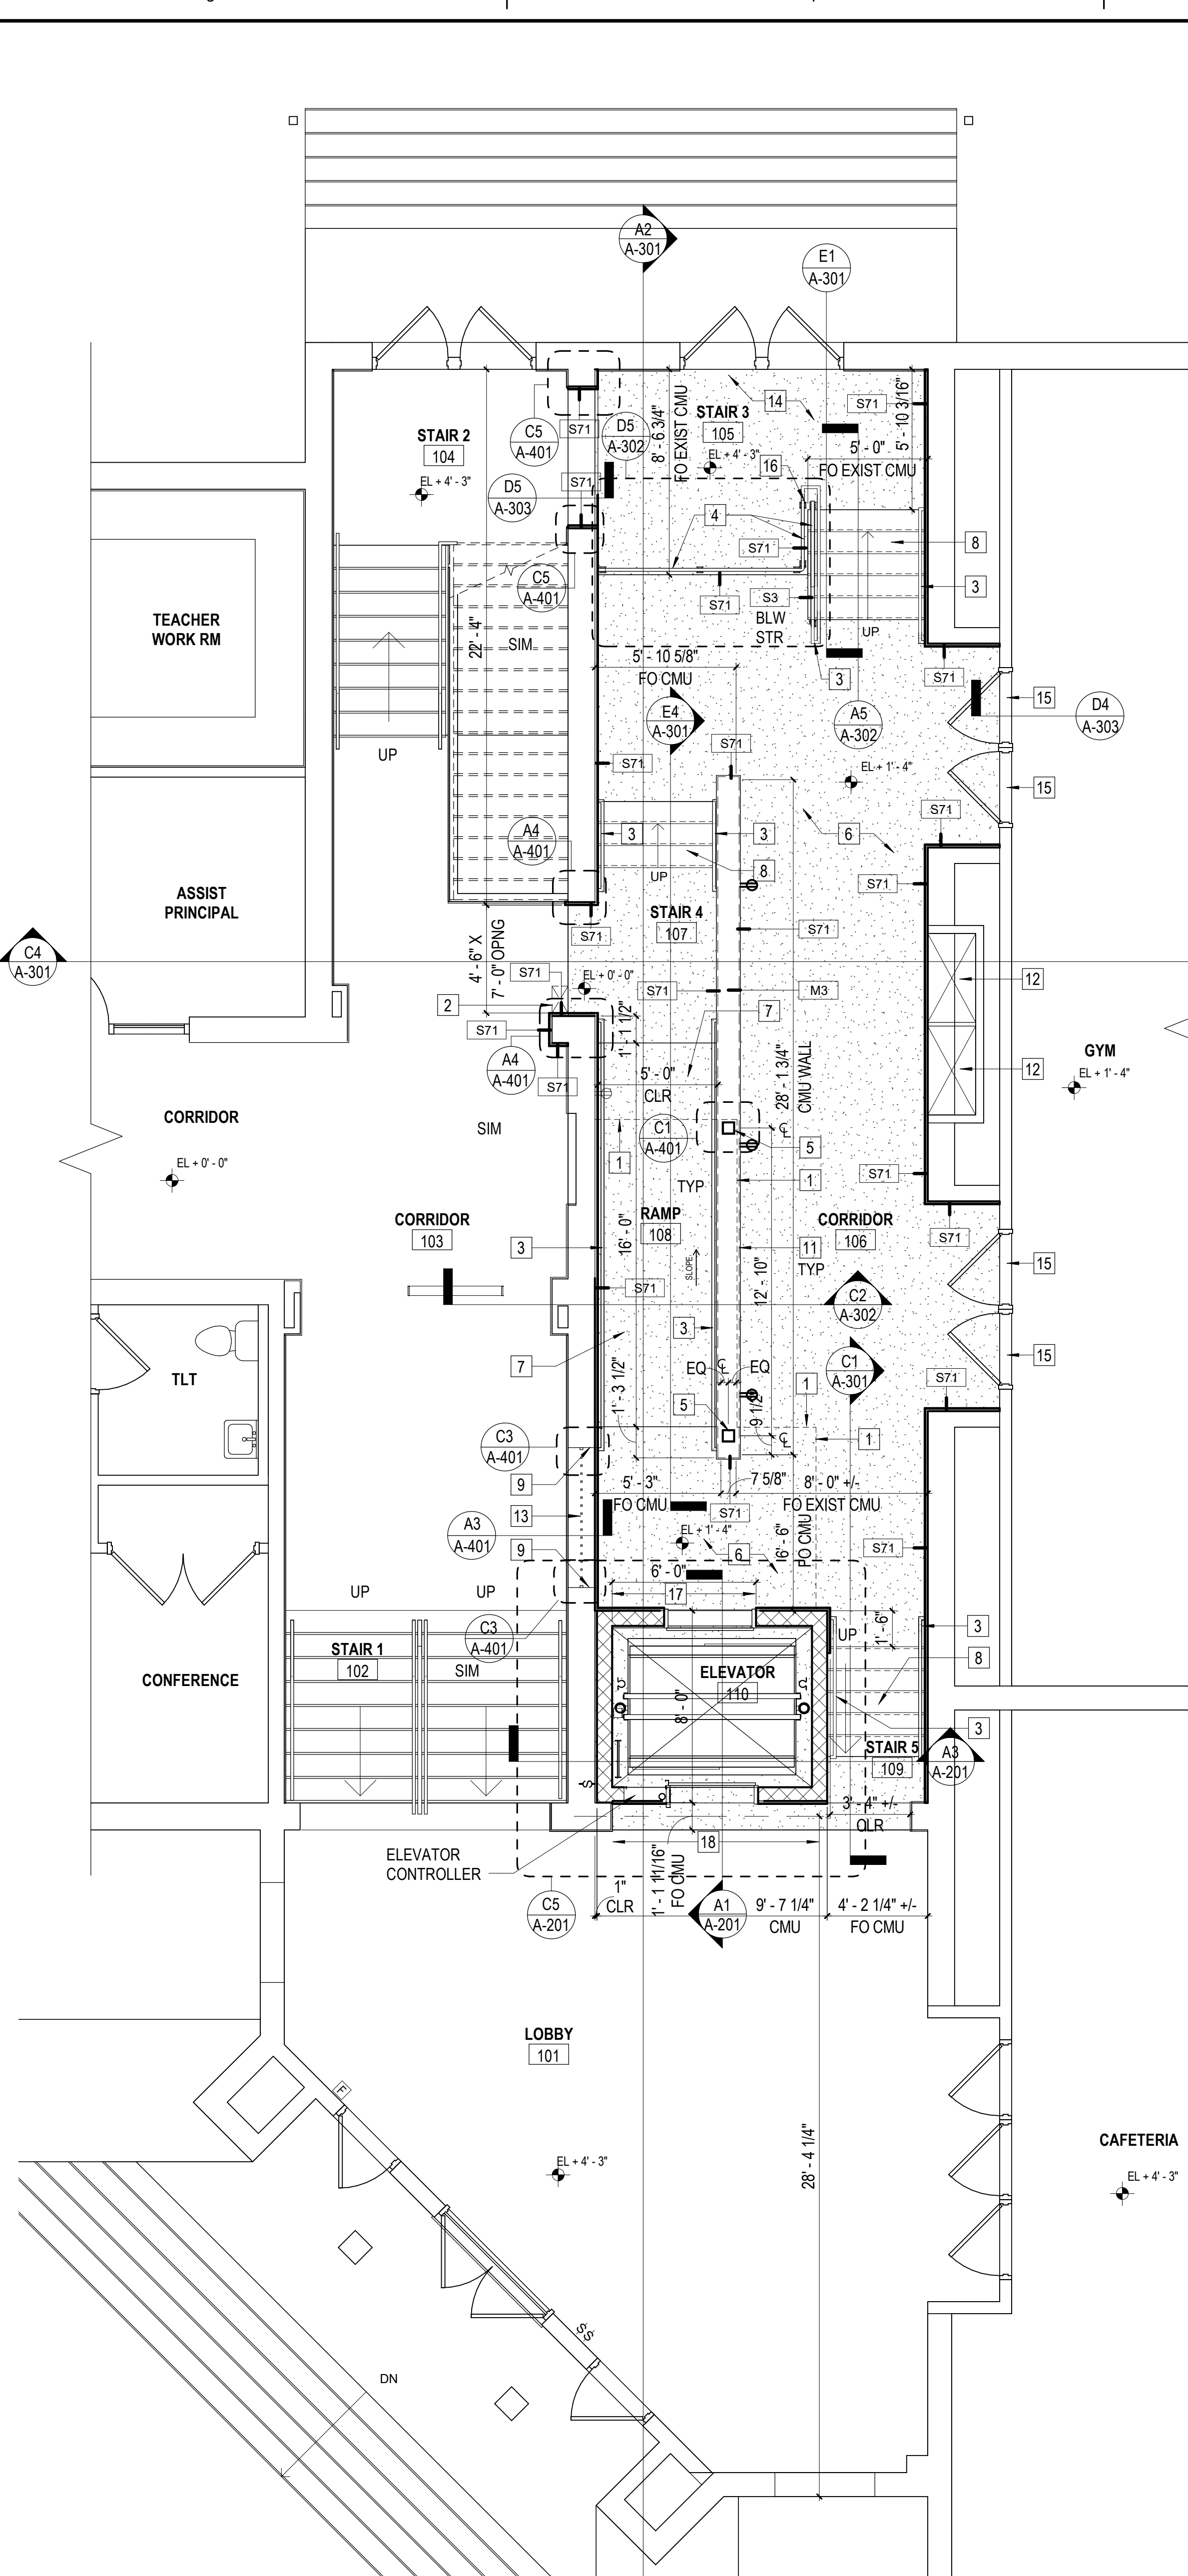 A2
A-301
E1
A-301
14
S71
STAIR 3
105
5' - 10 3/16"
STAIR 2
104
C5
A-401
S71
D5
A-302
8' - 6 3/4"
FO EXIST CMU
5' - 0"
FO EXIST CMU
EL + 4' - 3"
16
EL + 4' - 3"
D5
A-303
S71
4
8
S71
C5
A-401
S3
S71
3
BLW
STR
UP
TEACHER
WORK RM
22' - 4"
SIM
5' - 10 5/8"
FO CMU
3
S71
15
D4
A-303
E4
A-301
A5
A-302
UP
S71
S71
EL + 1' - 4"
15
S71
A4
A-401
3
3
6
8
UP
S71
ASSIST
PRINCIPAL
STAIR 4
107
S71
S71
C4
A-301
4' - 6" X
7' - 0" OPNG
S71
EL + 0' - 0"
S71
M3
12
2
7
S71
1' - 1 1/2"
28' - 1 3/4"
CMU WALL
GYM
EL + 1' - 4"
A4
A-401
S71
5' - 0"
CLR
12
CORRIDOR
SIM
C1
A-401
5
EL + 0' - 0"
1
S71
TYP
1
CORRIDOR
103
RAMP
108
CORRIDOR
106
S71
3
16' - 0"
11
TYP
15
SLOPE
12' - 10"
S71
C2
A-302
3
7
EQ
EQ
C1
A-301
15
TLT
1' - 3 1/2"
S71
1
5
9 1/2"
1
C3
A-401
9
5' - 3"
FO CMU
7 5/8"
8' - 0" +/-
FO EXIST CMU
13
S71
A3
A-401
EL + 1' - 4"
16' - 6"
FO CMU
S71
9
6
6' - 0"
UP
UP
17
C3
A-401
UP
1' - 6"
3
STAIR 1
102
SIM
8
CONFERENCE
ELEVATOR
110
8' - 0"
3
STAIR 5
109
A3
A-201
3' - 4" +/-
CLR
18
ELEVATOR
CONTROLLER
1' - 1 11/16"
FO CMU
C5
A-201
1"
CLR
A1
A-201
9' - 7 1/4"
CMU
4' - 2 1/4" +/-
FO CMU
LOBBY
101
F
28' - 4 1/4"
CAFETERIA
EL + 4' - 3"
EL + 4' - 3"
DN